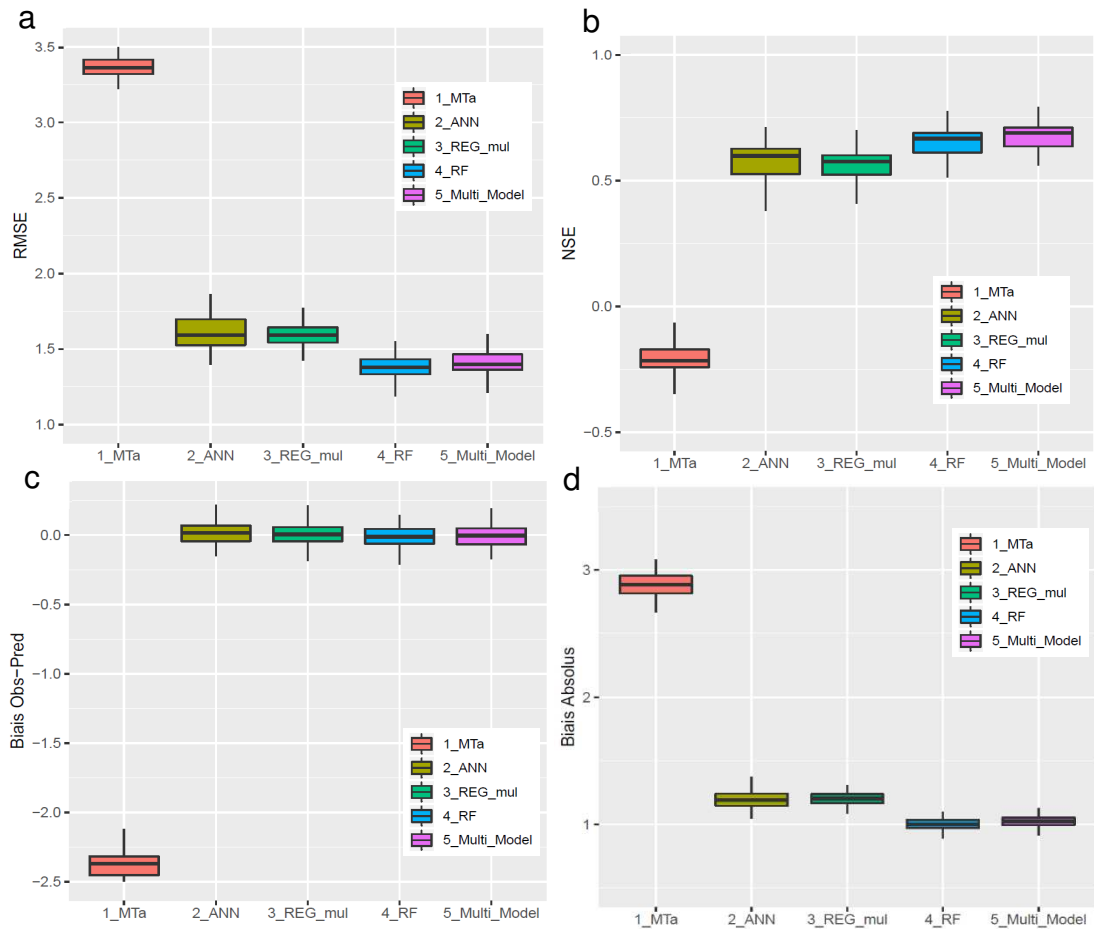 a
RMSE
3.5
3.0
2.5
2.0
1.5
1.0
1_MTa
2_ANN
3_REG_mul
4_RF
5_Multi_Model
1_MTa 2_ANN 3_REG_mul 4_RF 5_Multi_Model
b
NSE
1.0
0.5
0.0
−0.5
1_MTa
2_ANN
3_REG_mul
4_RF
5_Multi_Model
1_MTa 2_ANN 3_REG_mul 4_RF 5_Multi_Model
c
Biais Obs-Pred
0.0
−0.5
−1.0
−1.5
−2.0
−2.5
1_MTa
2_ANN
3_REG_mul
4_RF
5_Multi_Model
1_MTa 2_ANN 3_REG_mul 4_RF 5_Multi_Model
d
Biais Absolus
3
2
1
1_MTa
2_ANN
3_REG_mul
4_RF
5_Multi_Model
1_MTa 2_ANN 3_REG_mul 4_RF 5_Multi_Model